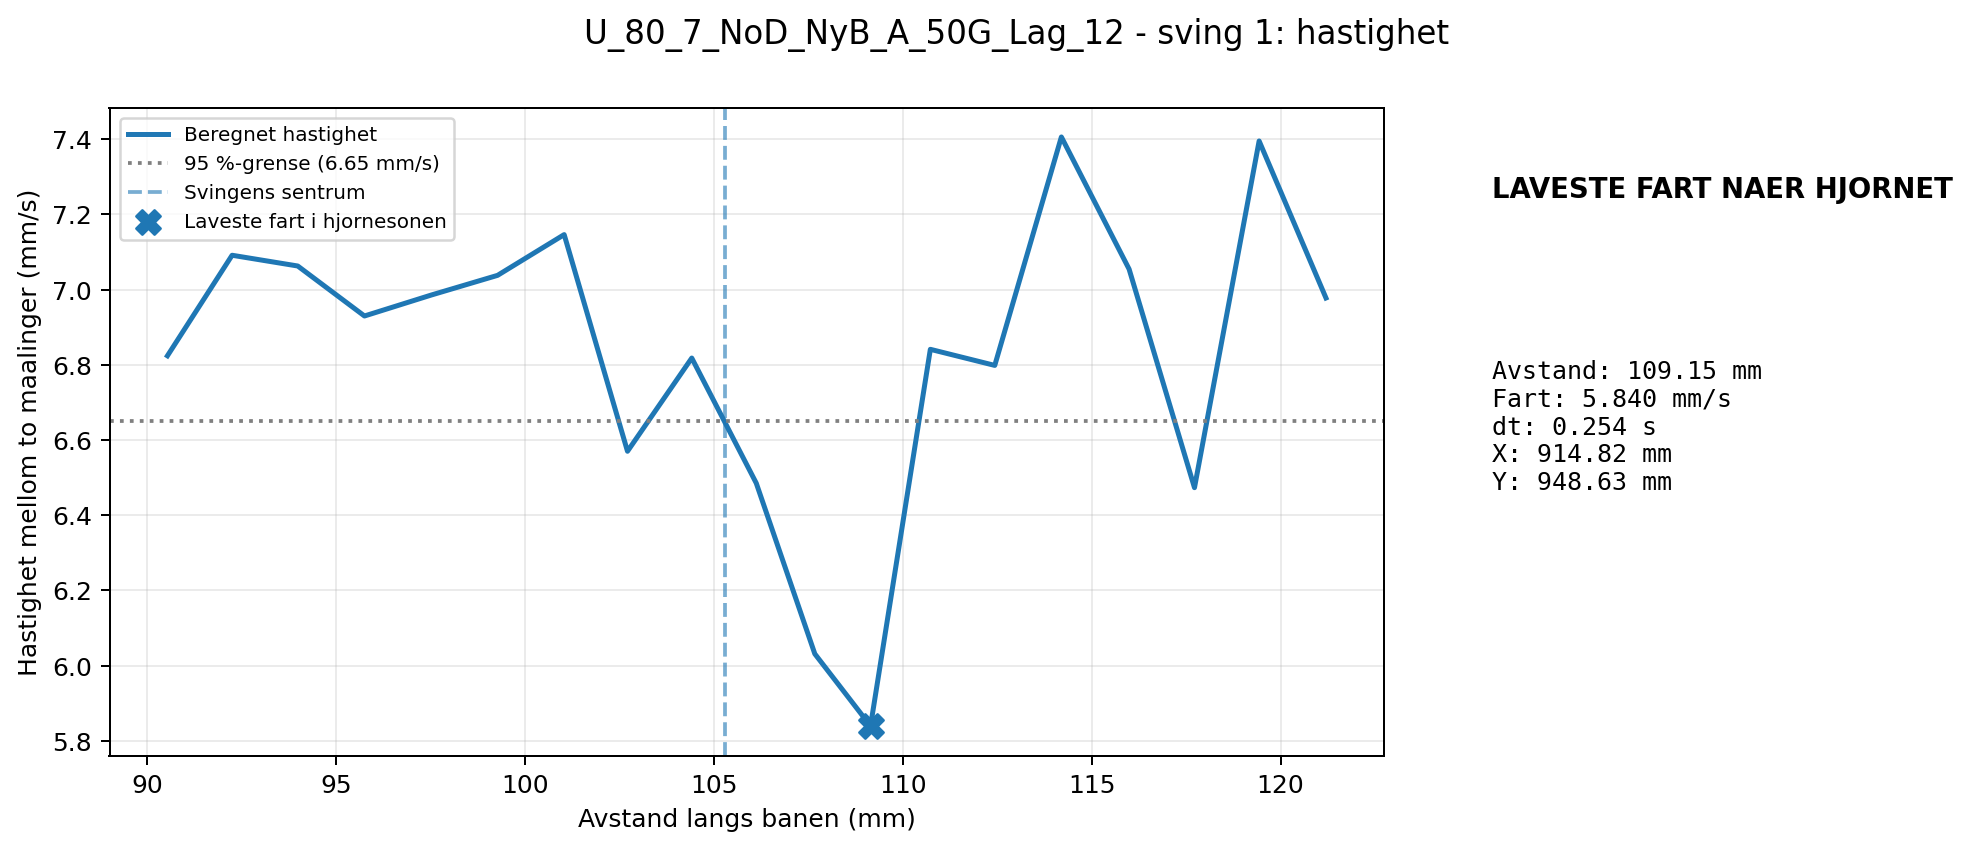 U_80_7_NoD_NyB_A_50G_Lag_12 - sving 1: hastighet
Hastighet mellom to maalinger (mm/s)
7.4
7.2
7.0
6.8
6.6
6.4
6.2
6.0
5.8
Beregnet hastighet
95 %-grense (6.65 mm/s)
Svingens sentrum
Laveste fart i hjornesonen
90
95
100
105
110
115
120
Avstand langs banen (mm)
LAVESTE FART NAER HJORNET
Avstand: 109.15 mm
Fart: 5.840 mm/s
dt: 0.254 s
X: 914.82 mm
Y: 948.63 mm